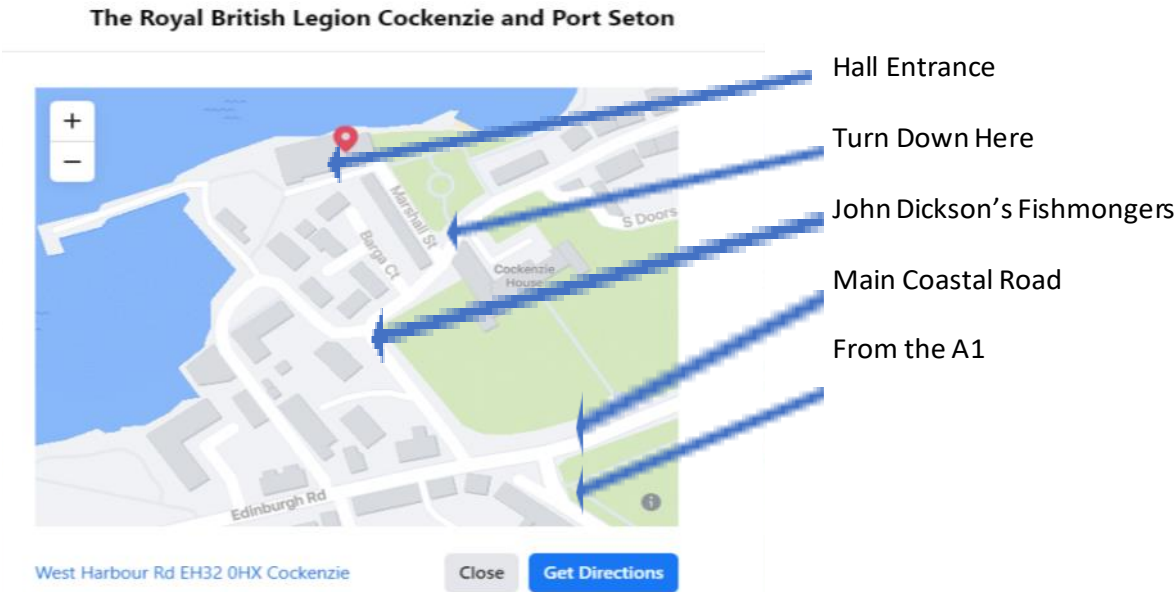 The Royal British Legion Cockenzie and Port Seton
Hall Entrance
Turn Down Here
John Dickson’s Fishmongers
Main Coastal Road
From the A1
+
−
Marshall St
Barga Ct
S Doors
Cockenzie
House
Edinburgh Rd
i
West Harbour Rd EH32 0HX Cockenzie
Close
Get Directions